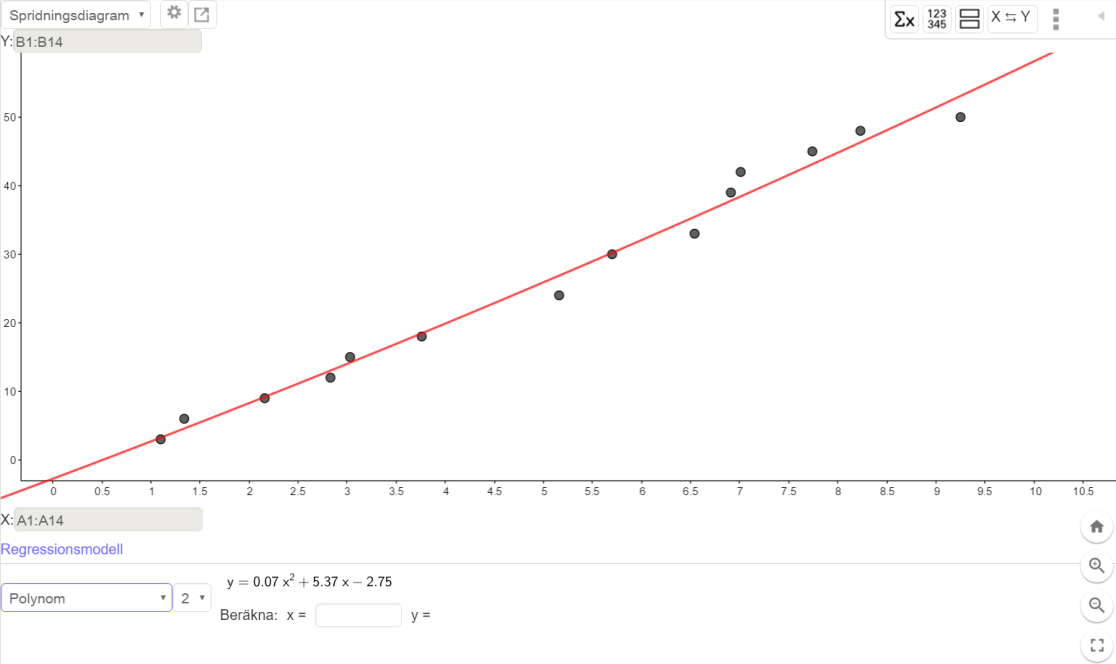 Spridningsdiagram
Σx
123
345
X ⇆ Y
Y: B1:B14
50
40
30
20
10
0
0 0.5 1 1.5 2 2.5 3 3.5 4 4.5 5 5.5 6 6.5 7 7.5 8 8.5 9 9.5 10 10.5
X: A1:A14
Regressionsmodell
Polynom 2
y = 0.07 x² + 5.37 x − 2.75
Beräkna: x = y =